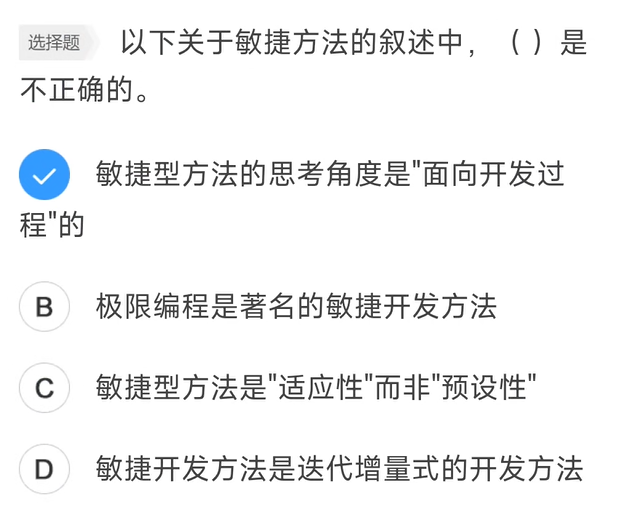 选择题 以下关于敏捷方法的叙述中，（ ）是
不正确的。
敏捷型方法的思考角度是"面向开发过
程"的
B 极限编程是著名的敏捷开发方法
C 敏捷型方法是"适应性"而非"预设性"
D 敏捷开发方法是迭代增量式的开发方法